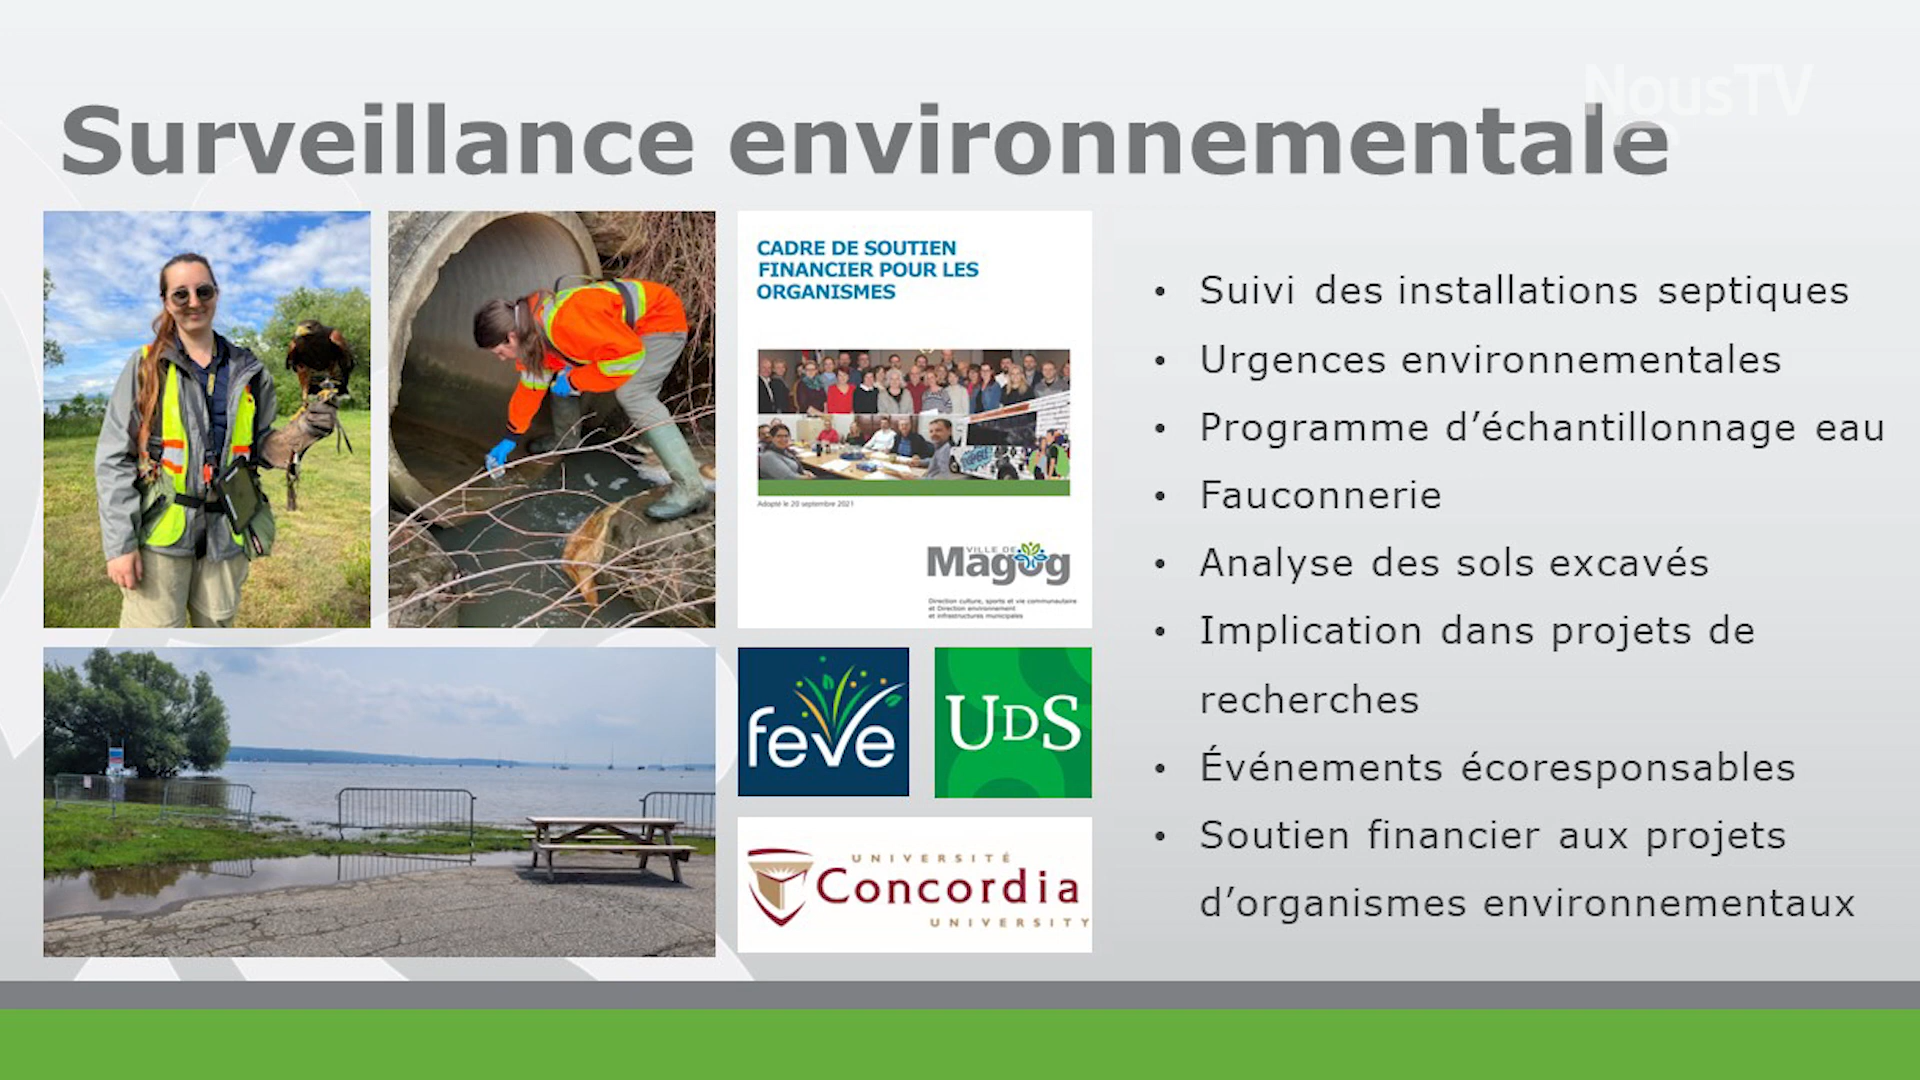 NousTV
Surveillance environnementale
CADRE DE SOUTIEN
FINANCIER POUR LES
ORGANISMES
Adopté le 20 septembre 2021
VILLE DE
Magog
Direction culture, sports et vie communautaire
et Direction environnement
et infrastructures municipales
feve
UDS
UNIVERSITÉ
Concordia
UNIVERSITY
• Suivi des installations septiques
• Urgences environnementales
• Programme d’échantillonnage eau
• Fauconnerie
• Analyse des sols excavés
• Implication dans projets de
recherches
• Événements écoresponsables
• Soutien financier aux projets
d’organismes environnementaux